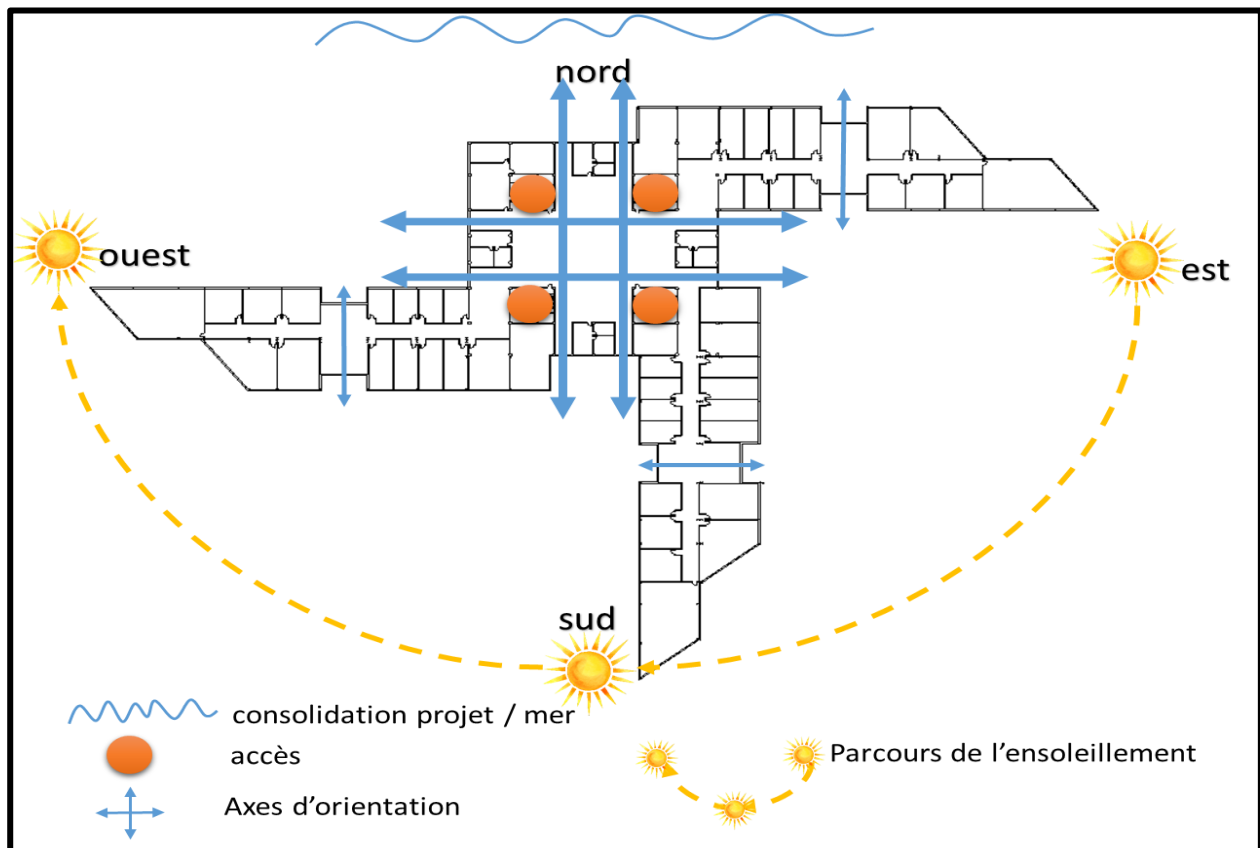 nord
ouest
est
sud
consolidation projet / mer
accès
Parcours de l'ensoleillement
Axes d'orientation